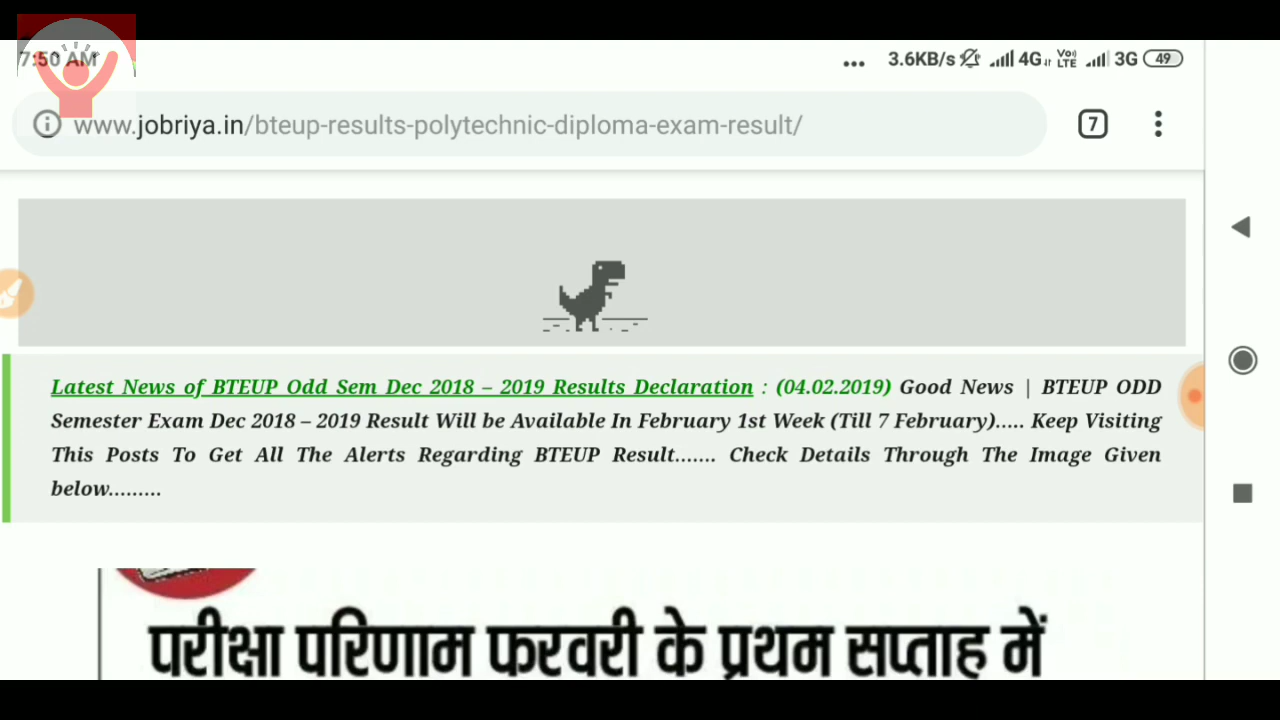 7:50 AM ... 3.6KB/s 4G Vo) LTE 3G 49
www.jobriya.in/bteup-results-polytechnic-diploma-exam-result/ 7
Latest News of BTEUP Odd Sem Dec 2018 – 2019 Results Declaration : (04.02.2019) Good News | BTEUP ODD
Semester Exam Dec 2018 – 2019 Result Will be Available In February 1st Week (Till 7 February)..... Keep Visiting
This Posts To Get All The Alerts Regarding BTEUP Result....... Check Details Through The Image Given
below.........
परीक्षा परिणाम फरवरी के प्रथम सप्ताह में